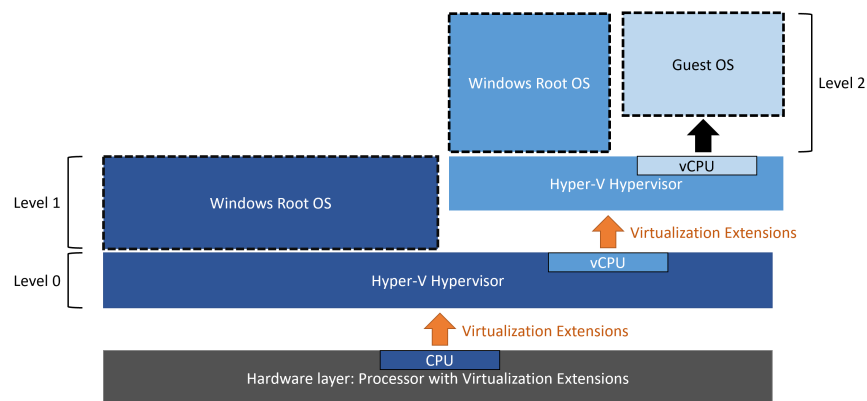 Windows Root OS
Guest OS
Level 2
vCPU
Hyper-V Hypervisor
Level 1
Windows Root OS
Virtualization Extensions
vCPU
Level 0
Hyper-V Hypervisor
Virtualization Extensions
CPU
Hardware layer: Processor with Virtualization Extensions